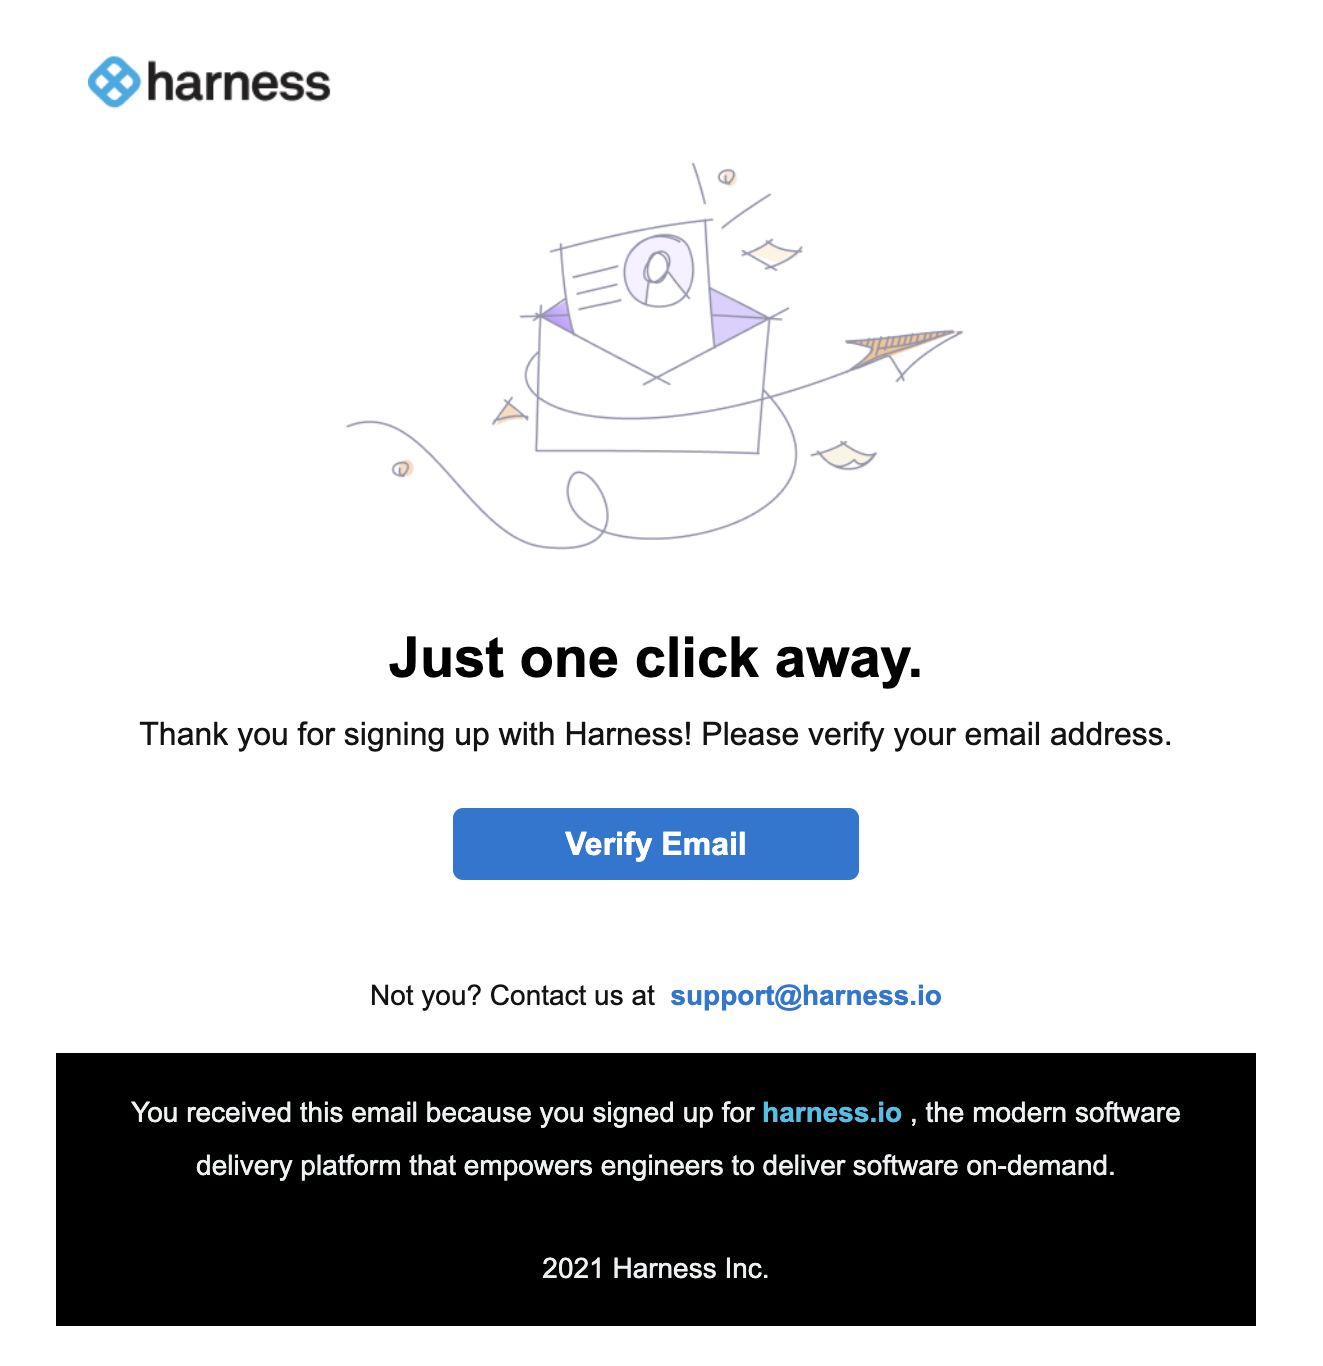 harness
Just one click away.
Thank you for signing up with Harness! Please verify your email address.
Verify Email
Not you? Contact us at support@harness.io
You received this email because you signed up for harness.io , the modern software
delivery platform that empowers engineers to deliver software on-demand.
2021 Harness Inc.